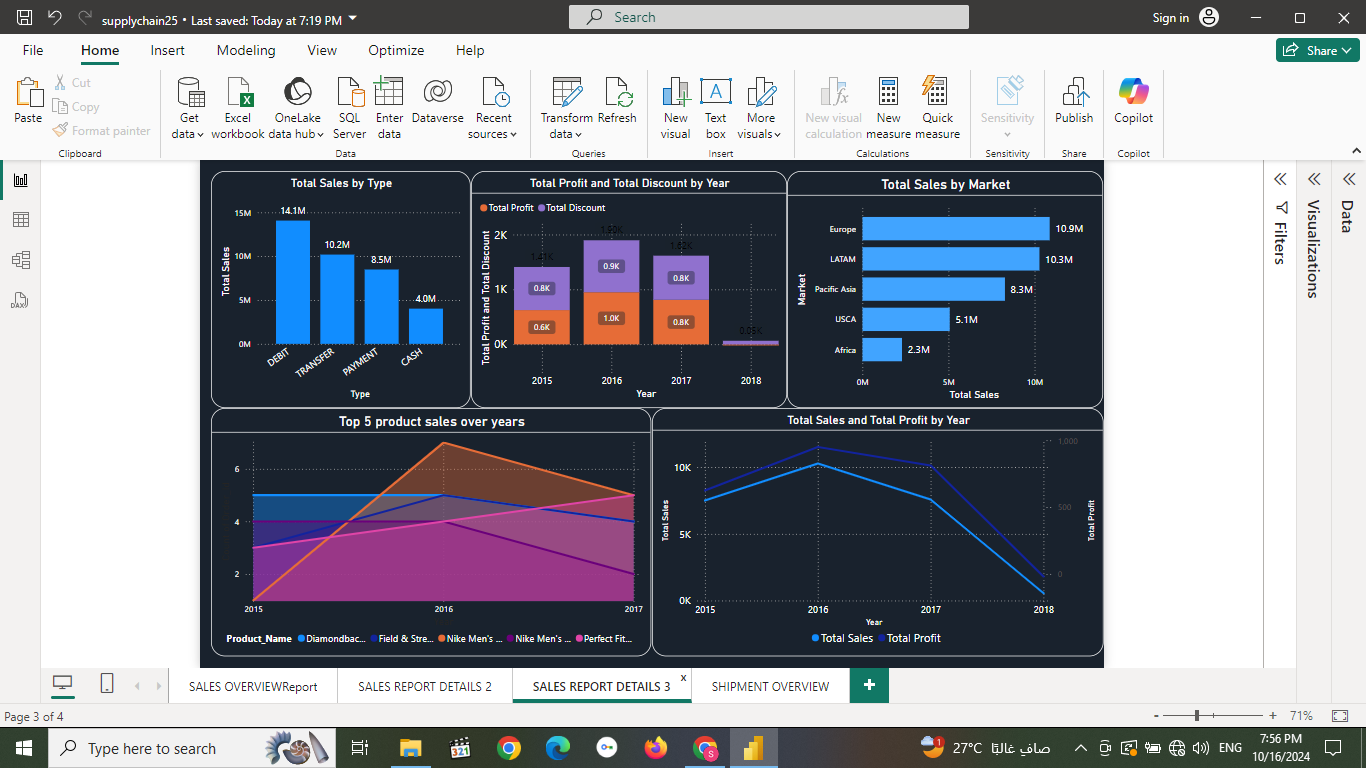 supplychain25 • Last saved: Today at 7:19 PM
Search
Sign in
File Home Insert Modeling View Optimize Help
Share
Paste
Cut
Copy
Format painter
Clipboard
Get data
Excel workbook
OneLake data hub
SQL Server
Enter data
Dataverse
Recent sources
Data
Transform data
Refresh
Queries
New visual
Text box
More visuals
Insert
New visual calculation
New measure
Quick measure
Calculations
Sensitivity
Sensitivity
Publish
Share
Copilot
Copilot
Total Sales by Type
Total Sales
15M
10M
5M
0M
14.1M
10.2M
8.5M
4.0M
DEBIT
TRANSFER
PAYMENT
CASH
Type
Total Profit and Total Discount by Year
Total Profit Total Discount
Total Profit and Total Discount
2K
1K
0K
1.41K
0.8K
0.6K
1.90K
0.9K
1.0K
1.62K
0.8K
0.8K
0.05K
2015 2016 2017 2018
Year
Total Sales by Market
Market
Europe 10.9M
LATAM 10.3M
Pacific Asia 8.3M
USCA 5.1M
Africa 2.3M
0M 5M 10M
Total Sales
Top 5 product sales over years
6
4
2
2015 2016 2017
Product_Name Diamondbac... Field & Stre... Nike Men's ... Nike Men's ... Perfect Fit...
Total Sales and Total Profit by Year
Total Sales
10K
5K
0K
1,000
500
0
Total Profit
2015 2016 2017 2018
Year
Total Sales Total Profit
Filters
Visualizations
Data
DAX
SALES OVERVIEWReport
SALES REPORT DETAILS 2
SALES REPORT DETAILS 3
x
SHIPMENT OVERVIEW
+
Page 3 of 4
- + 71%
Type here to search
321
S
1
27°C صافٍ غالبًا
ENG
7:56 PM
10/16/2024